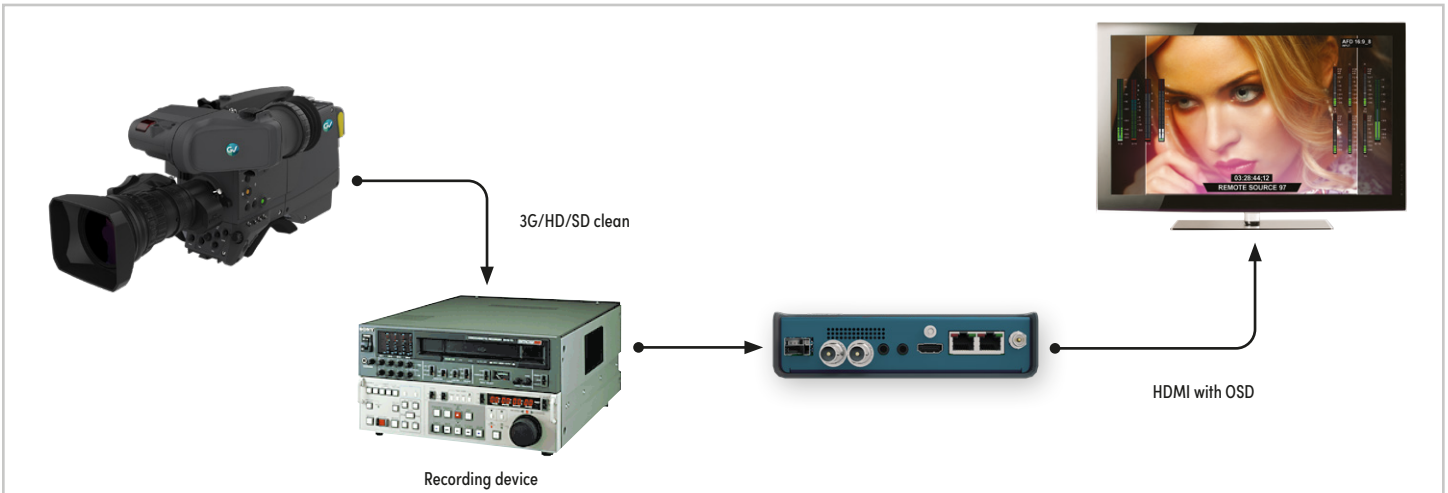 AFD 16:9_8
3G/HD/SD clean
03:28:44;12
REMOTE SOURCE 97
SONY
HDMI with OSD
Recording device